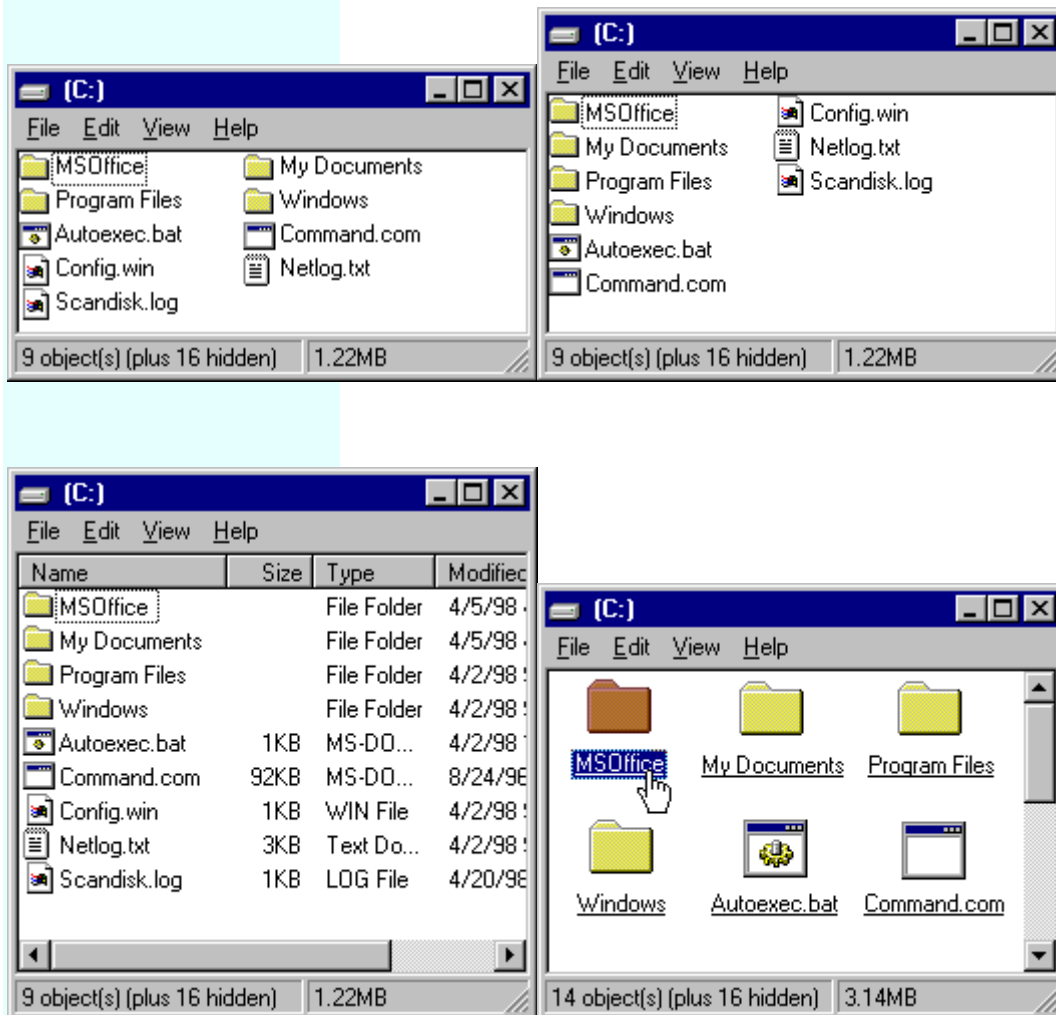 (C:)
File Edit View Help
MSOffice My Documents
Program Files Windows
Autoexec.bat Command.com
Config.win Netlog.txt
Scandisk.log
9 object(s) (plus 16 hidden) 1.22MB
(C:)
File Edit View Help
MSOffice Config.win
My Documents Netlog.txt
Program Files Scandisk.log
Windows
Autoexec.bat
Command.com
9 object(s) (plus 16 hidden) 1.22MB
(C:)
File Edit View Help
Name Size Type Modified
MSOffice File Folder 4/5/98
My Documents File Folder 4/5/98
Program Files File Folder 4/2/98
Windows File Folder 4/2/98
Autoexec.bat 1KB MS-DO... 4/2/98
Command.com 92KB MS-DO... 8/24/96
Config.win 1KB WIN File 4/2/98
Netlog.txt 3KB Text Do... 4/2/98
Scandisk.log 1KB LOG File 4/20/98
9 object(s) (plus 16 hidden) 1.22MB
(C:)
File Edit View Help
MSOffice My Documents Program Files
Windows Autoexec.bat Command.com
14 object(s) (plus 16 hidden) 3.14MB